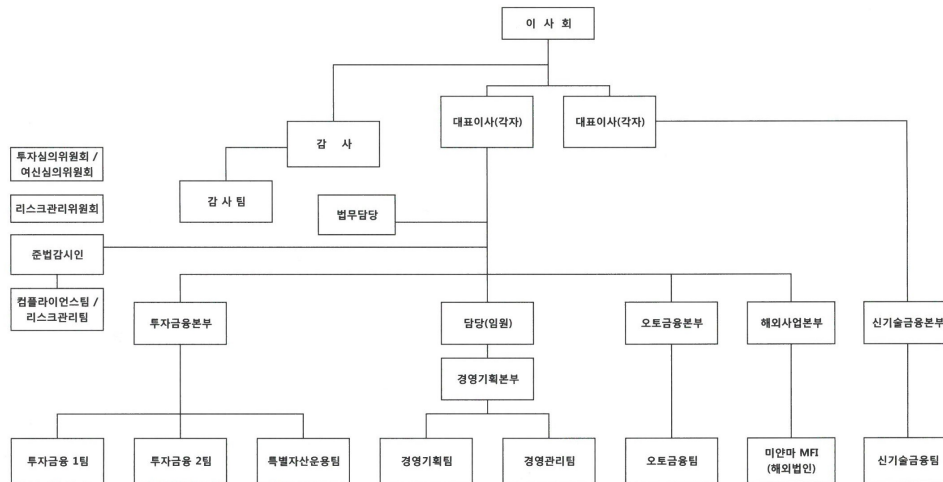 이 사 회
대표이사(각자)
대표이사(각자)
감 사
투자심의위원회 /
여신심의위원회
감 사 팀
리스크관리위원회
법무담당
준법감시인
컴플라이언스팀 /
리스크관리팀
투자금융본부
담당(임원)
오토금융본부
해외사업본부
신기술금융본부
경영기획본부
투자금융 1팀
투자금융 2팀
특별자산운용팀
경영기획팀
경영관리팀
오토금융팀
미얀마 MFI
(해외법인)
신기술금융팀